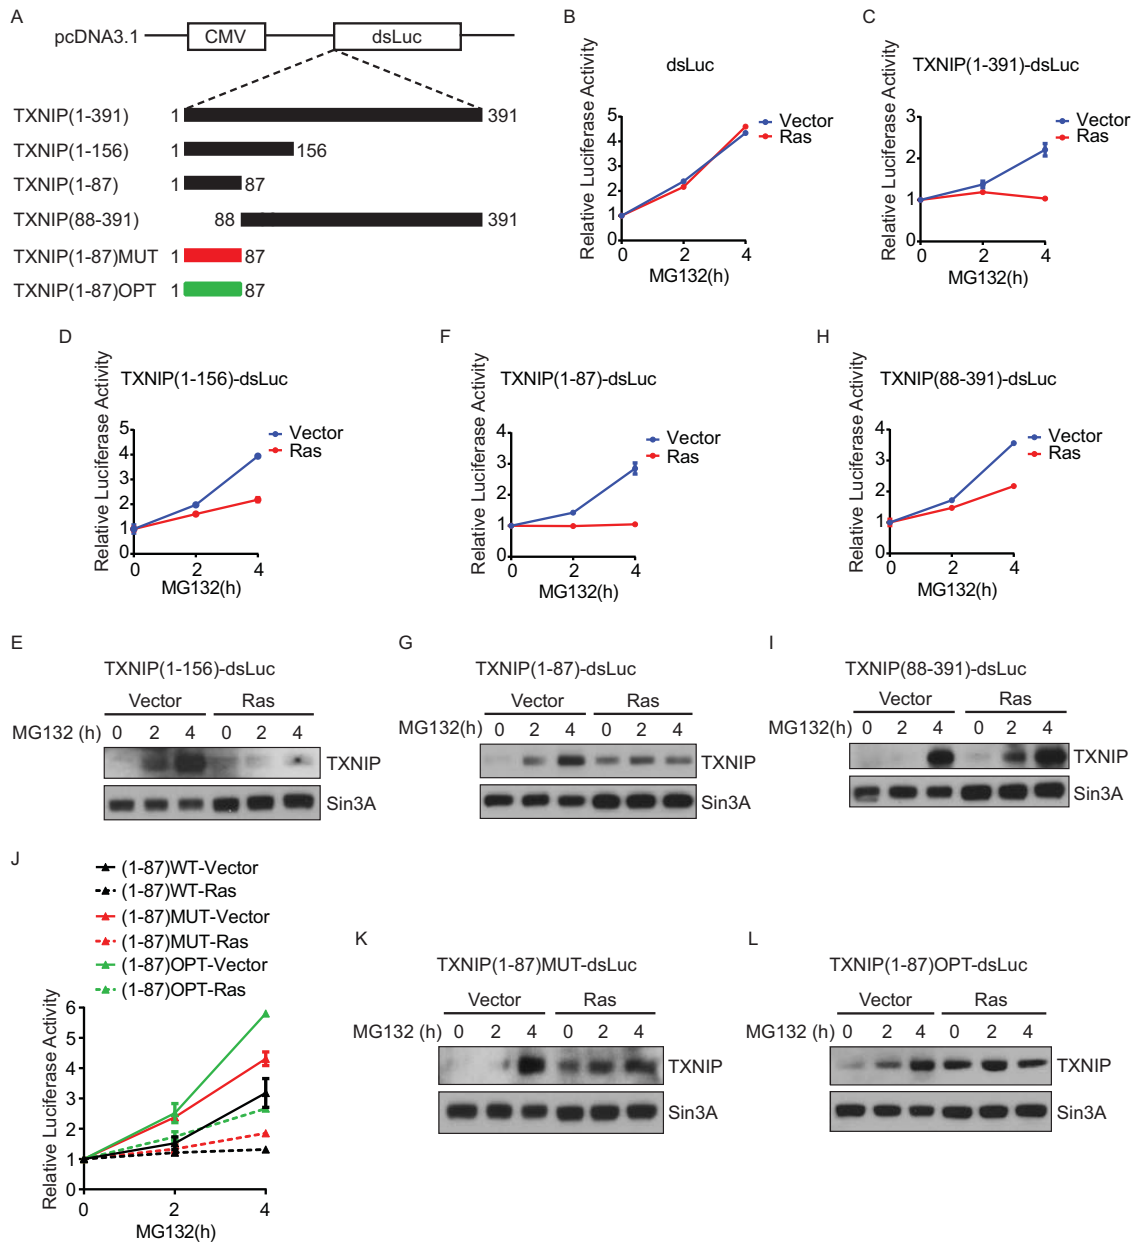 A
pcDNA3.1 CMV dsLuc
TXNIP(1-391) 1 391
TXNIP(1-156) 1 156
TXNIP(1-87) 1 87
TXNIP(88-391) 88 391
TXNIP(1-87)MUT 1 87
TXNIP(1-87)OPT 1 87
B
dsLuc
Relative Luciferase Activity
5
4
3
2
1
0
0 2 4
MG132(h)
Vector
Ras
C
TXNIP(1-391)-dsLuc
Relative Luciferase Activity
3
2
1
0
0 2 4
MG132(h)
Vector
Ras
D
TXNIP(1-156)-dsLuc
Relative Luciferase Activity
5
4
3
2
1
0
0 2 4
MG132(h)
Vector
Ras
F
TXNIP(1-87)-dsLuc
Relative Luciferase Activity
4
3
2
1
0
0 2 4
MG132(h)
Vector
Ras
H
TXNIP(88-391)-dsLuc
Relative Luciferase Activity
4
3
2
1
0
0 2 4
MG132(h)
Vector
Ras
E
TXNIP(1-156)-dsLuc
Vector Ras
MG132 (h) 0 2 4 0 2 4
TXNIP
Sin3A
G
TXNIP(1-87)-dsLuc
Vector Ras
MG132(h) 0 2 4 0 2 4
TXNIP
Sin3A
I
TXNIP(88-391)-dsLuc
Vector Ras
MG132 (h) 0 2 4 0 2 4
TXNIP
Sin3A
J
(1-87)WT-Vector
(1-87)WT-Ras
(1-87)MUT-Vector
(1-87)MUT-Ras
(1-87)OPT-Vector
(1-87)OPT-Ras
Relative Luciferase Activity
6
5
4
3
2
1
0
0 2 4
MG132(h)
K
TXNIP(1-87)MUT-dsLuc
Vector Ras
MG132 (h) 0 2 4 0 2 4
TXNIP
Sin3A
L
TXNIP(1-87)OPT-dsLuc
Vector Ras
MG132 (h) 0 2 4 0 2 4
TXNIP
Sin3A